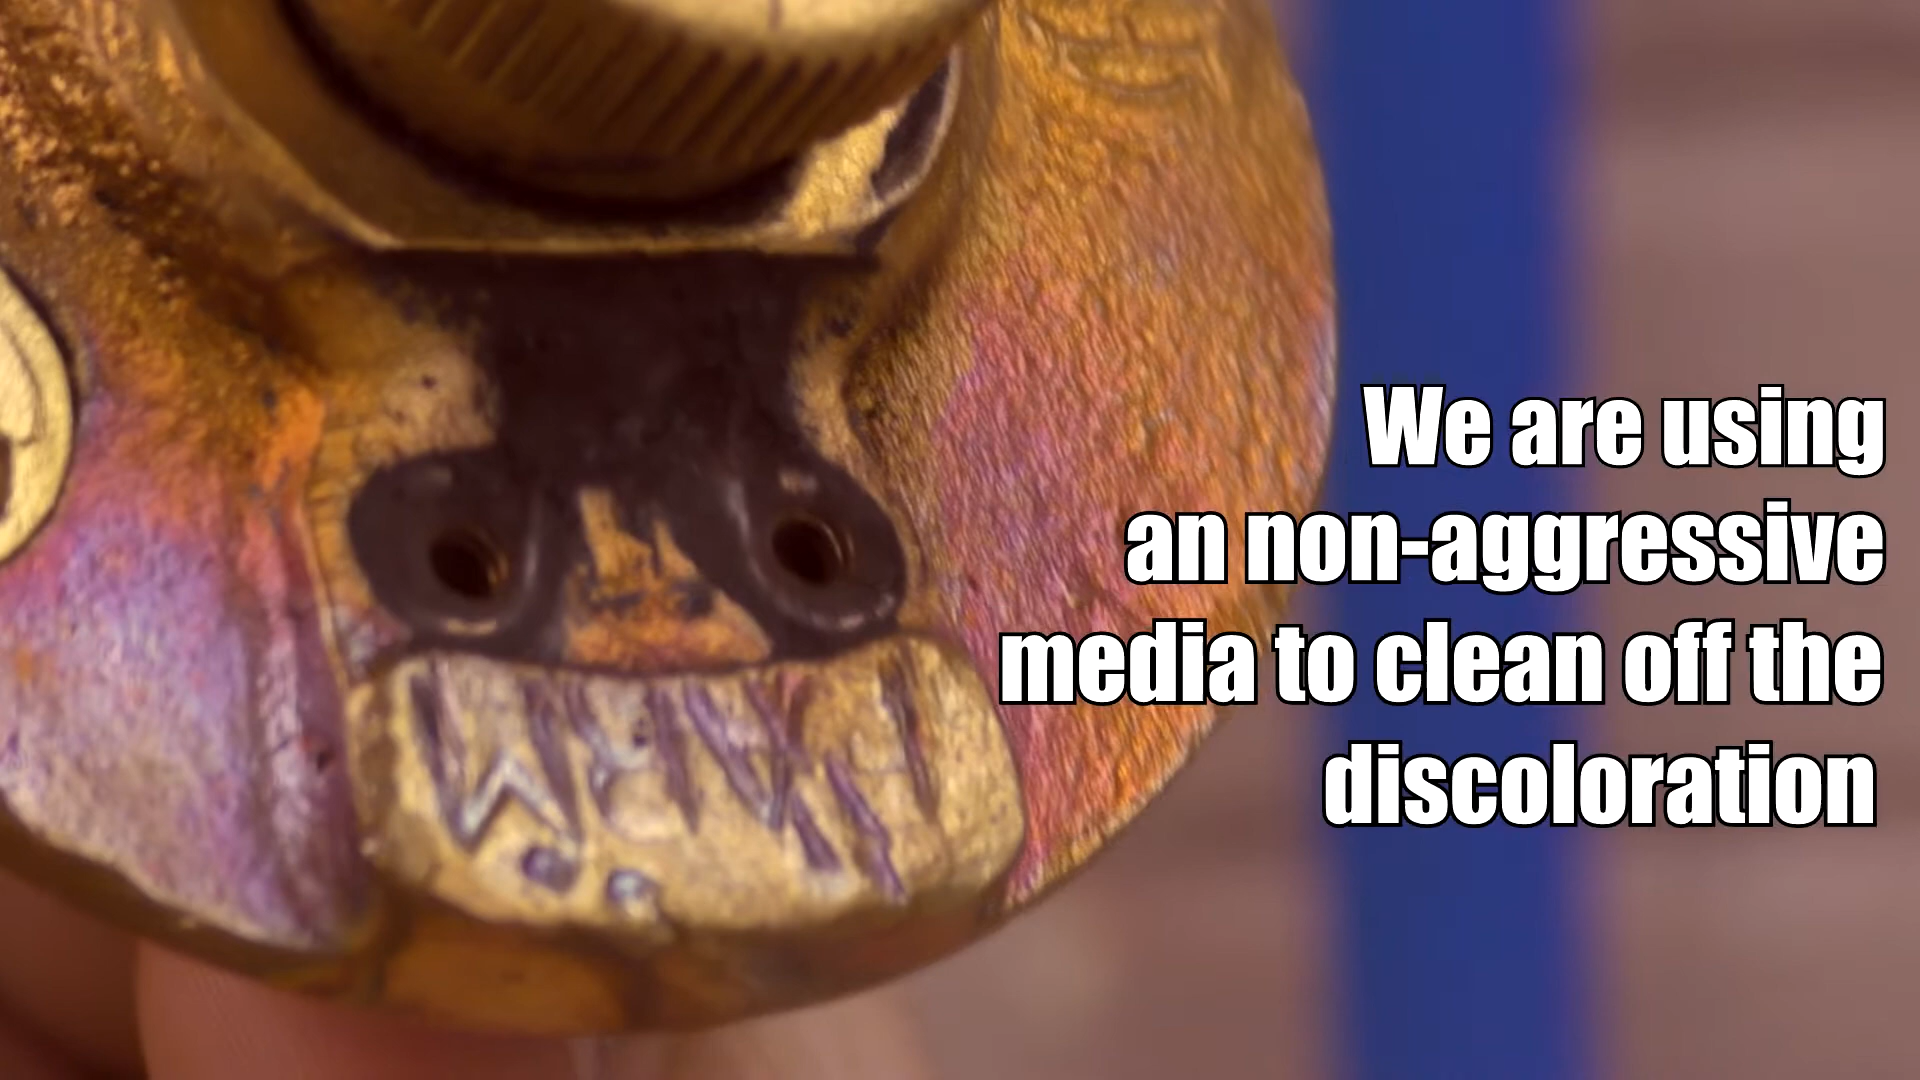 We are using
an non-aggressive
media to clean off the
discoloration